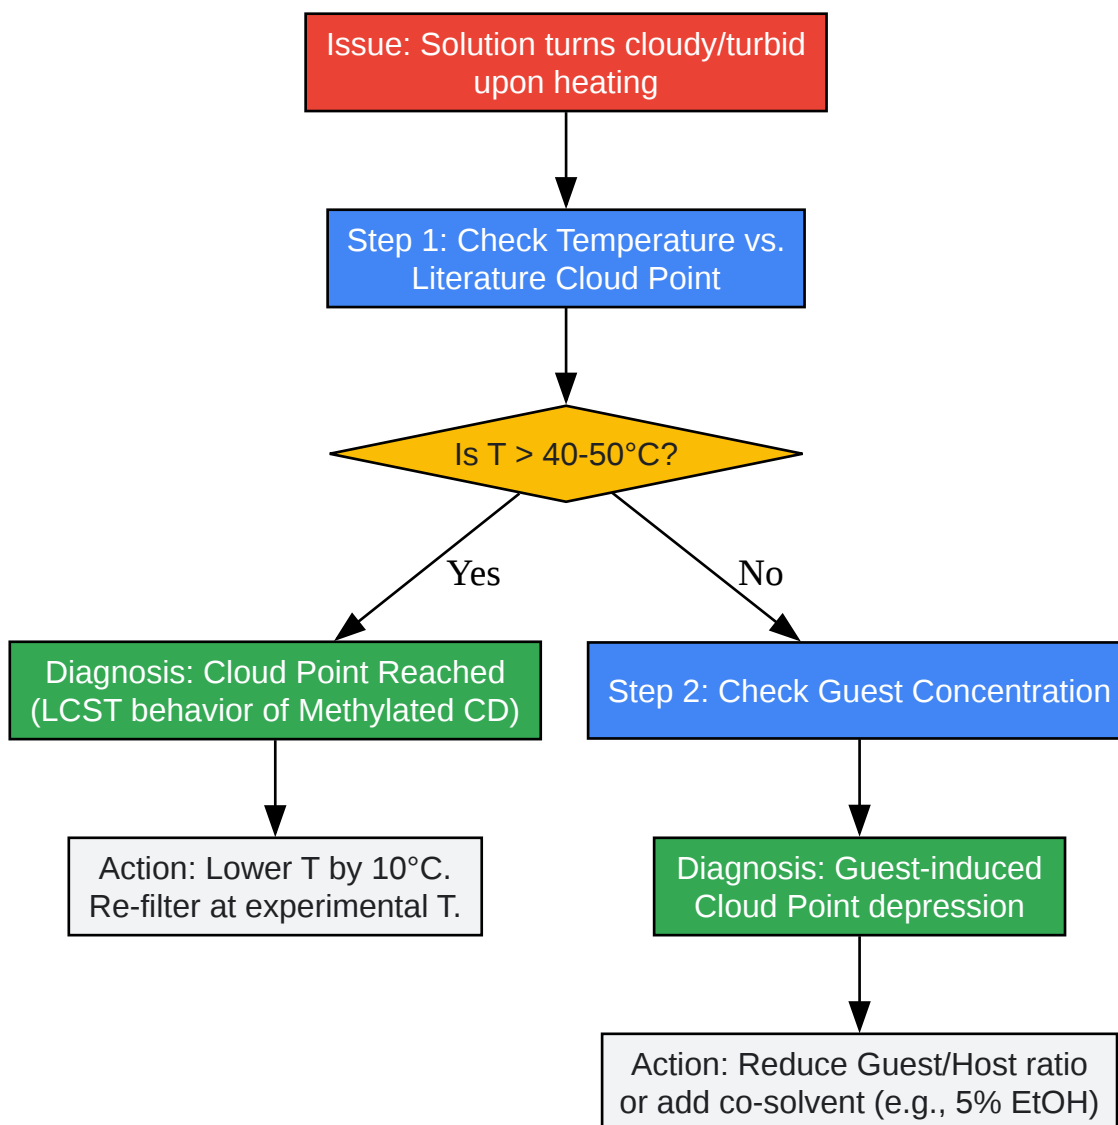 Issue: Solution turns cloudy/turbid
upon heating
Step 1: Check Temperature vs.
Literature Cloud Point
Is T > 40-50°C?
Yes
No
Diagnosis: Cloud Point Reached
(LCST behavior of Methylated CD)
Step 2: Check Guest Concentration
Action: Lower T by 10°C.
Re-filter at experimental T.
Diagnosis: Guest-induced
Cloud Point depression
Action: Reduce Guest/Host ratio
or add co-solvent (e.g., 5% EtOH)